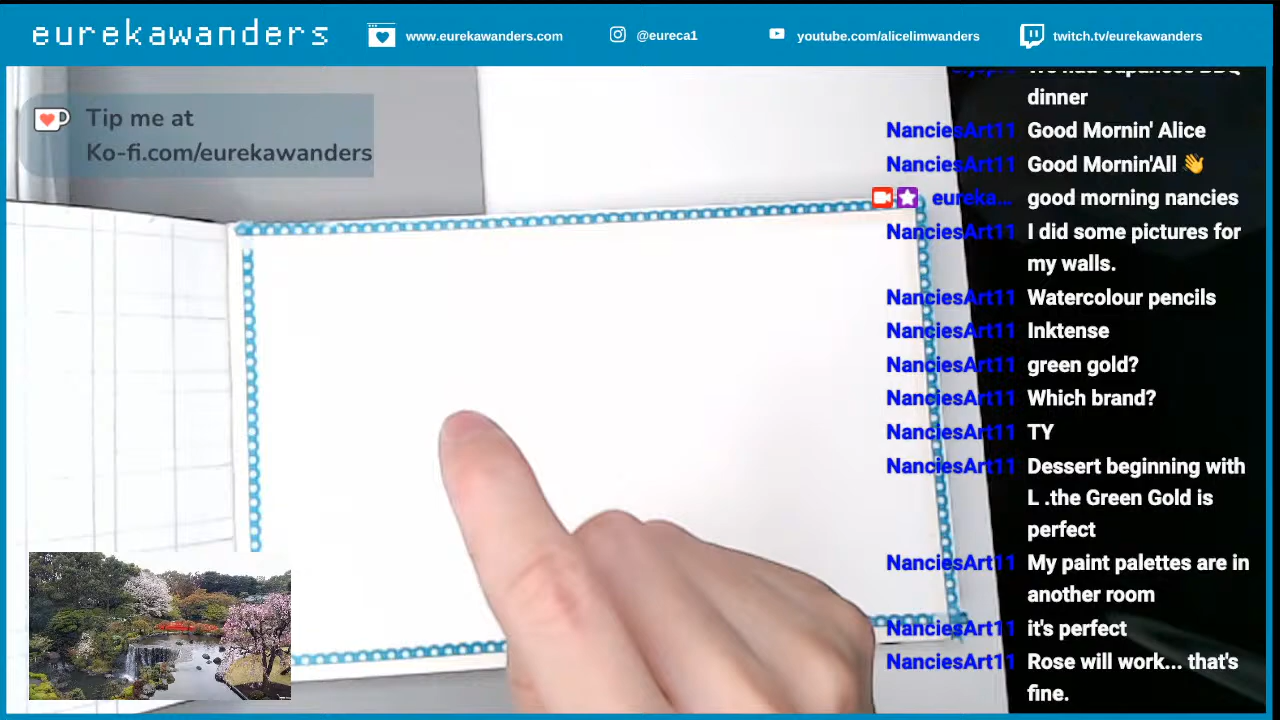 eurekawanders
www.eurekawanders.com
@eureca1
youtube.com/alicelimwanders
twitch.tv/eurekawanders
Tip me at
Ko-fi.com/eurekawanders
dinner
NanciesArt11 Good Mornin' Alice
NanciesArt11 Good Mornin'All 👋
eureka... good morning nancies
NanciesArt11 I did some pictures for
my walls.
NanciesArt11 Watercolour pencils
NanciesArt11 Inktense
NanciesArt11 green gold?
NanciesArt11 Which brand?
NanciesArt11 TY
NanciesArt11 Dessert beginning with
L .the Green Gold is
perfect
NanciesArt11 My paint palettes are in
another room
NanciesArt11 it's perfect
NanciesArt11 Rose will work... that's
fine.